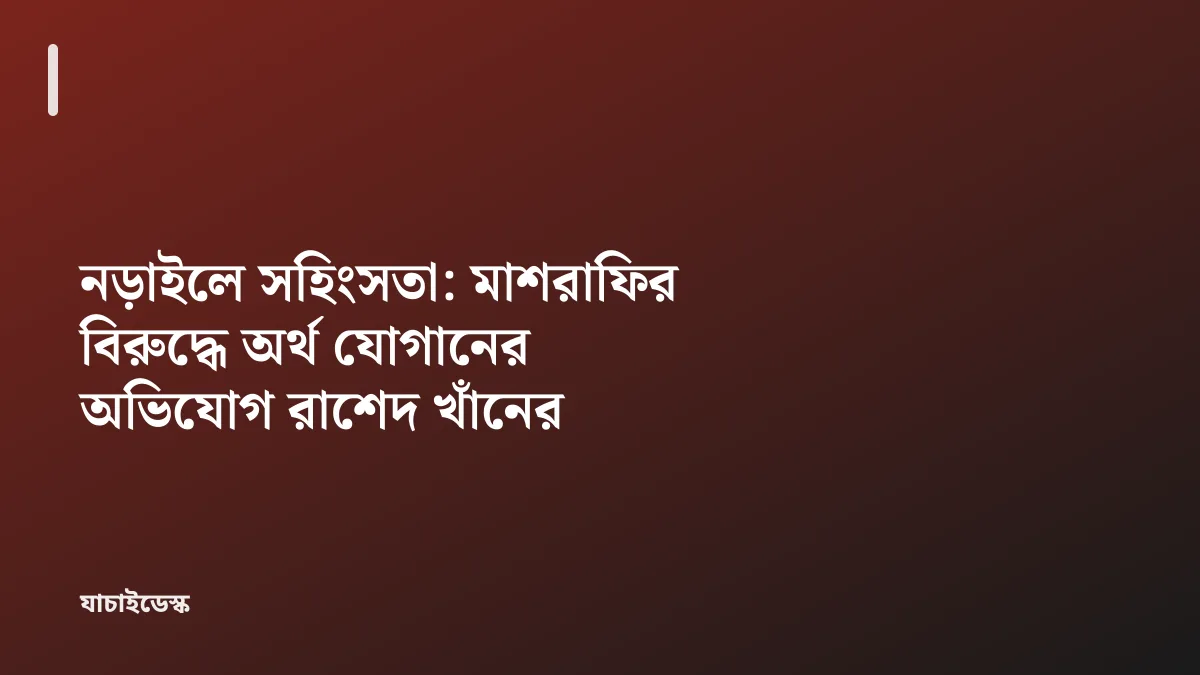 নড়াইলে সহিংসতা: মাশরাফির
বিরুদ্ধে অর্থ যোগানের
অভিযোগ রাশেদ খাঁনের
যাচাইডেস্ক